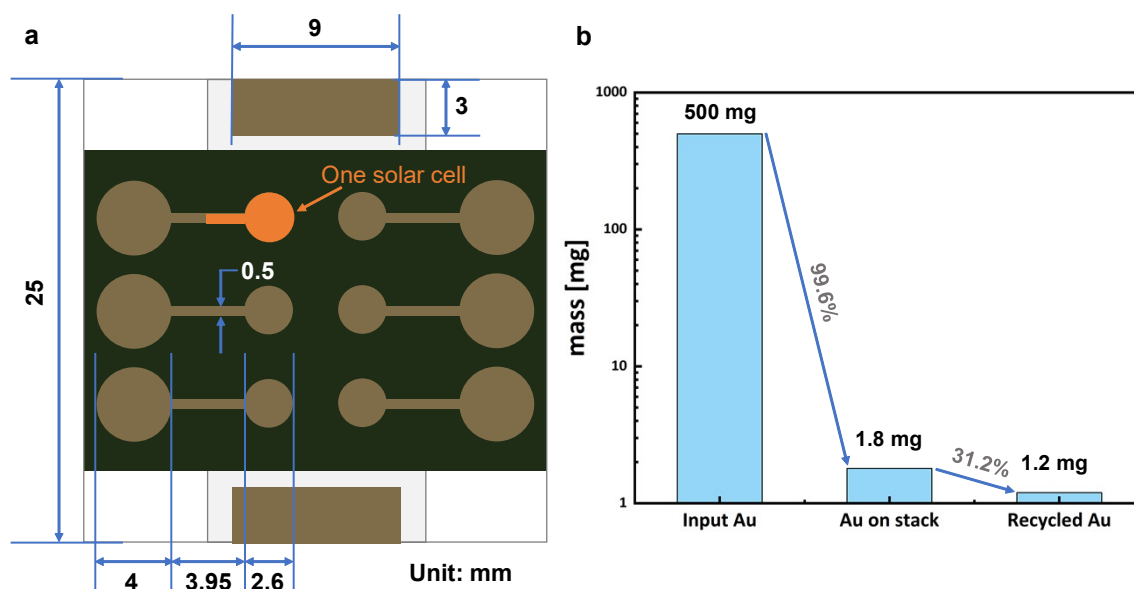 a
9
3
One solar cell
0.5
25
4
3.95
2.6
Unit: mm
b
mass [mg]
1000
100
10
1
500 mg
99.6%
1.8 mg
31.2%
1.2 mg
Input Au
Au on stack
Recycled Au